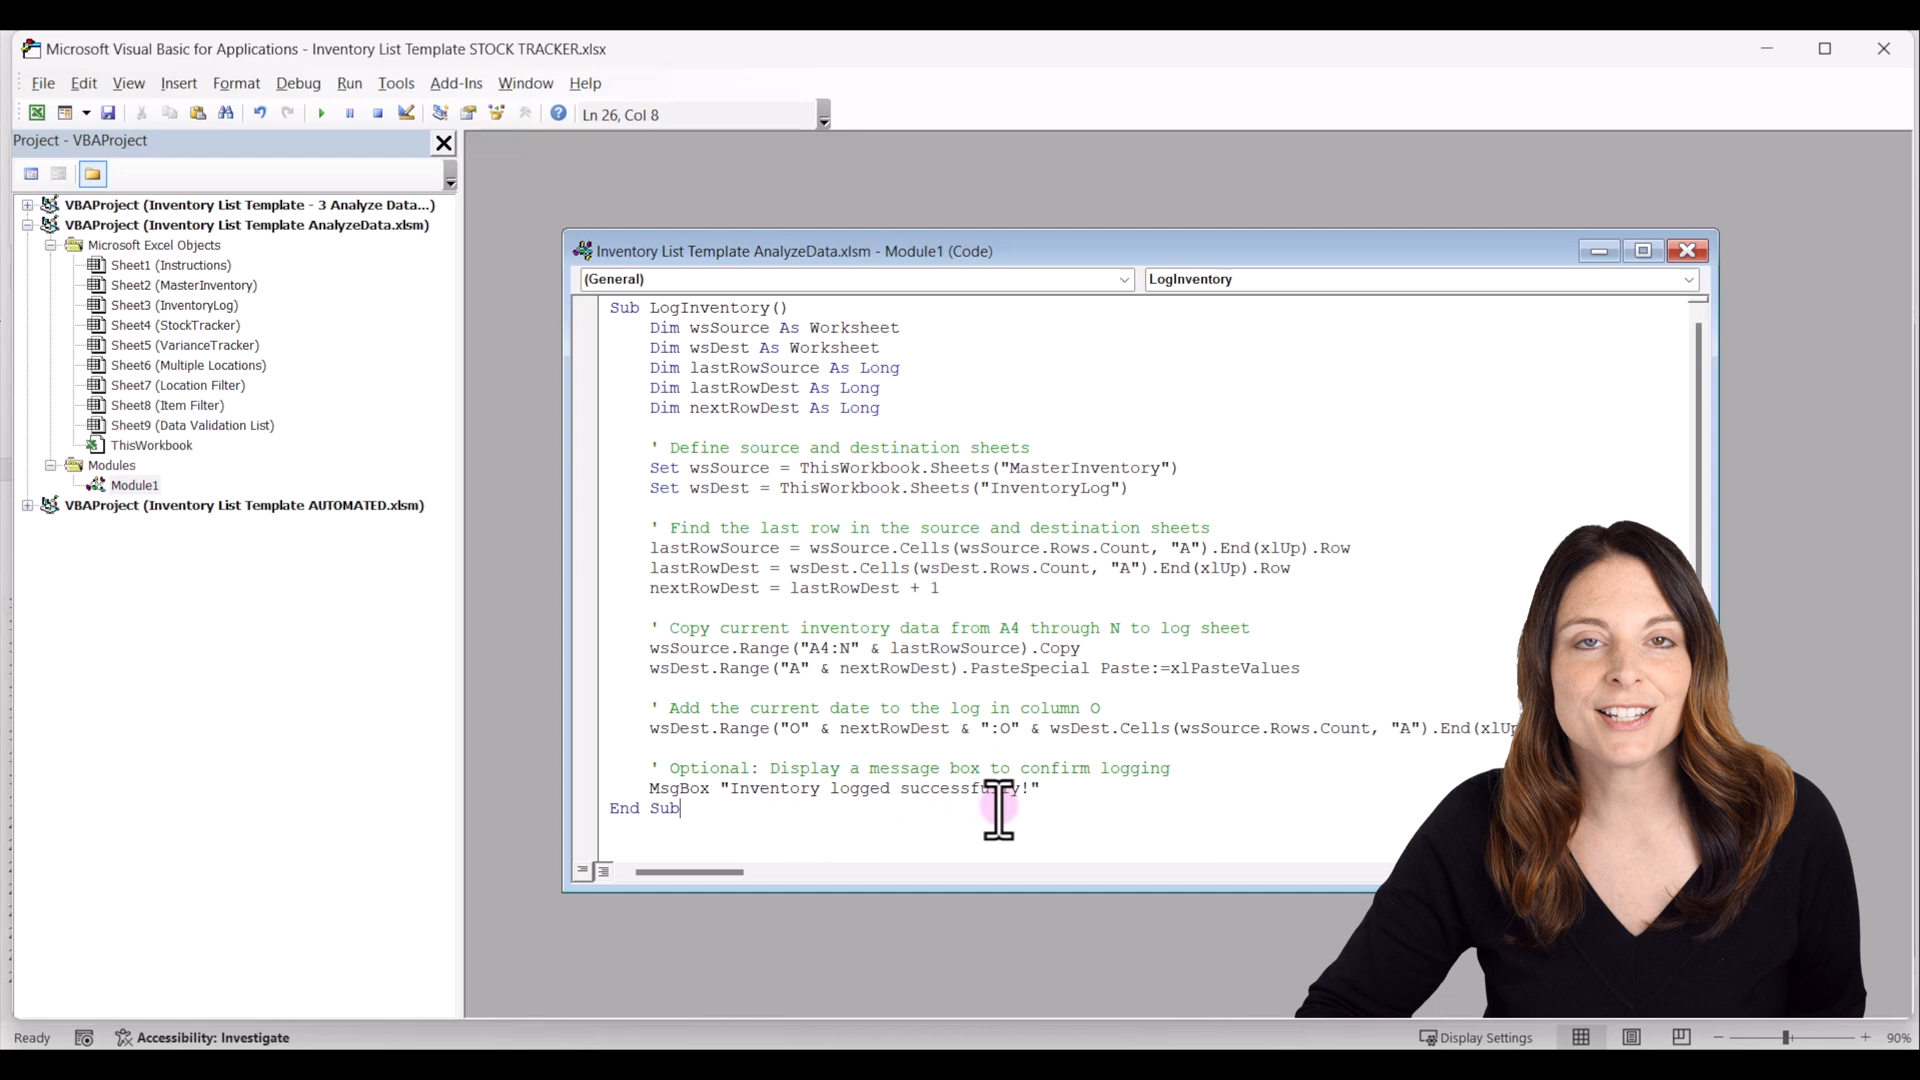 Microsoft Visual Basic for Applications - Inventory List Template STOCK TRACKER.xlsx
File Edit View Insert Format Debug Run Tools Add-Ins Window Help
Ln 26, Col 8
Project - VBAProject
VBAProject (Inventory List Template - 3 Analyze Data...)
VBAProject (Inventory List Template AnalyzeData.xlsm)
Microsoft Excel Objects
Sheet1 (Instructions)
Sheet2 (MasterInventory)
Sheet3 (InventoryLog)
Sheet4 (StockTracker)
Sheet5 (VarianceTracker)
Sheet6 (Multiple Locations)
Sheet7 (Location Filter)
Sheet8 (Item Filter)
Sheet9 (Data Validation List)
ThisWorkbook
Modules
Module1
VBAProject (Inventory List Template AUTOMATED.xlsm)
Inventory List Template AnalyzeData.xlsm - Module1 (Code)
(General) LogInventory
Sub LogInventory()
Dim wsSource As Worksheet
Dim wsDest As Worksheet
Dim lastRowSource As Long
Dim lastRowDest As Long
Dim nextRowDest As Long
' Define source and destination sheets
Set wsSource = ThisWorkbook.Sheets("MasterInventory")
Set wsDest = ThisWorkbook.Sheets("InventoryLog")
' Find the last row in the source and destination sheets
lastRowSource = wsSource.Cells(wsSource.Rows.Count, "A").End(xlUp).Row
lastRowDest = wsDest.Cells(wsDest.Rows.Count, "A").End(xlUp).Row
nextRowDest = lastRowDest + 1
' Copy current inventory data from A4 through N to log sheet
wsSource.Range("A4:N" & lastRowSource).Copy
wsDest.Range("A" & nextRowDest).PasteSpecial Paste:=xlPasteValues
' Add the current date to the log in column O
wsDest.Range("O" & nextRowDest & ":O" & wsDest.Cells(wsSource.Rows.Count, "A").End(xlUp
' Optional: Display a message box to confirm logging
MsgBox "Inventory logged successfully!"
End Sub
Ready Accessibility: Investigate Display Settings 90%